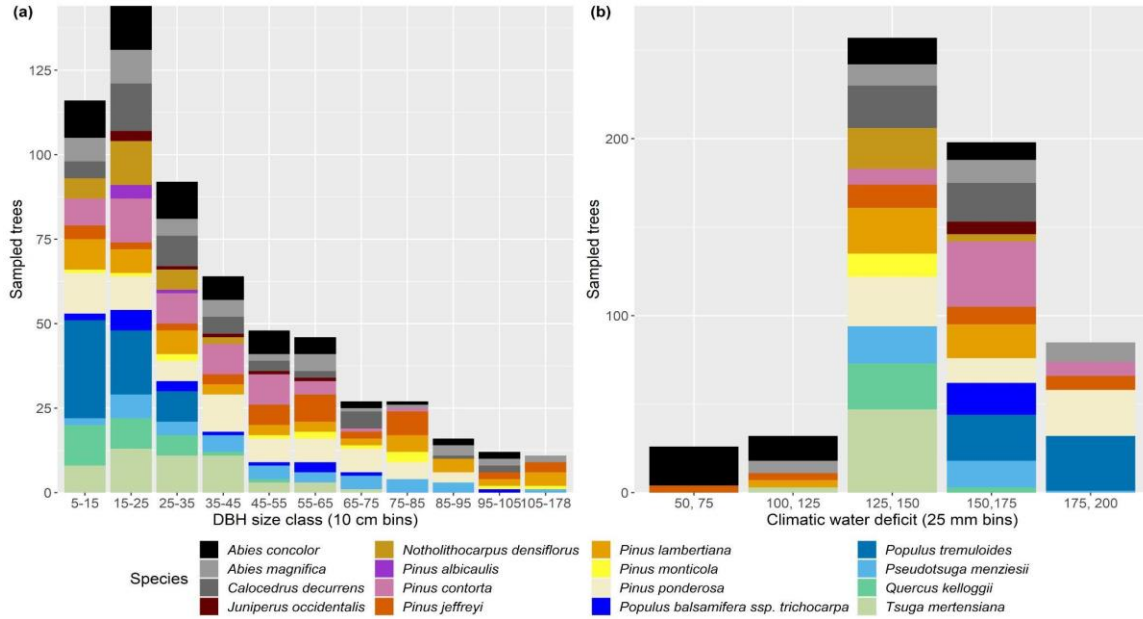 (a)
(b)
125
100
75
50
25
0
Sampled trees
5-15 15-25 25-35 35-45 45-55 55-65 65-75 75-85 85-95 95-105 105-178
DBH size class (10 cm bins)
200
100
0
Sampled trees
50, 75 100, 125 125, 150 150,175 175, 200
Climatic water deficit (25 mm bins)
Species
Abies concolor Notholithocarpus densiflorus Pinus lambertiana Populus tremuloides
Abies magnifica Pinus albicaulis Pinus monticola Pseudotsuga menziesii
Calocedrus decurrens Pinus contorta Pinus ponderosa Quercus kelloggii
Juniperus occidentalis Pinus jeffreyi Populus balsamifera ssp. trichocarpa Tsuga mertensiana